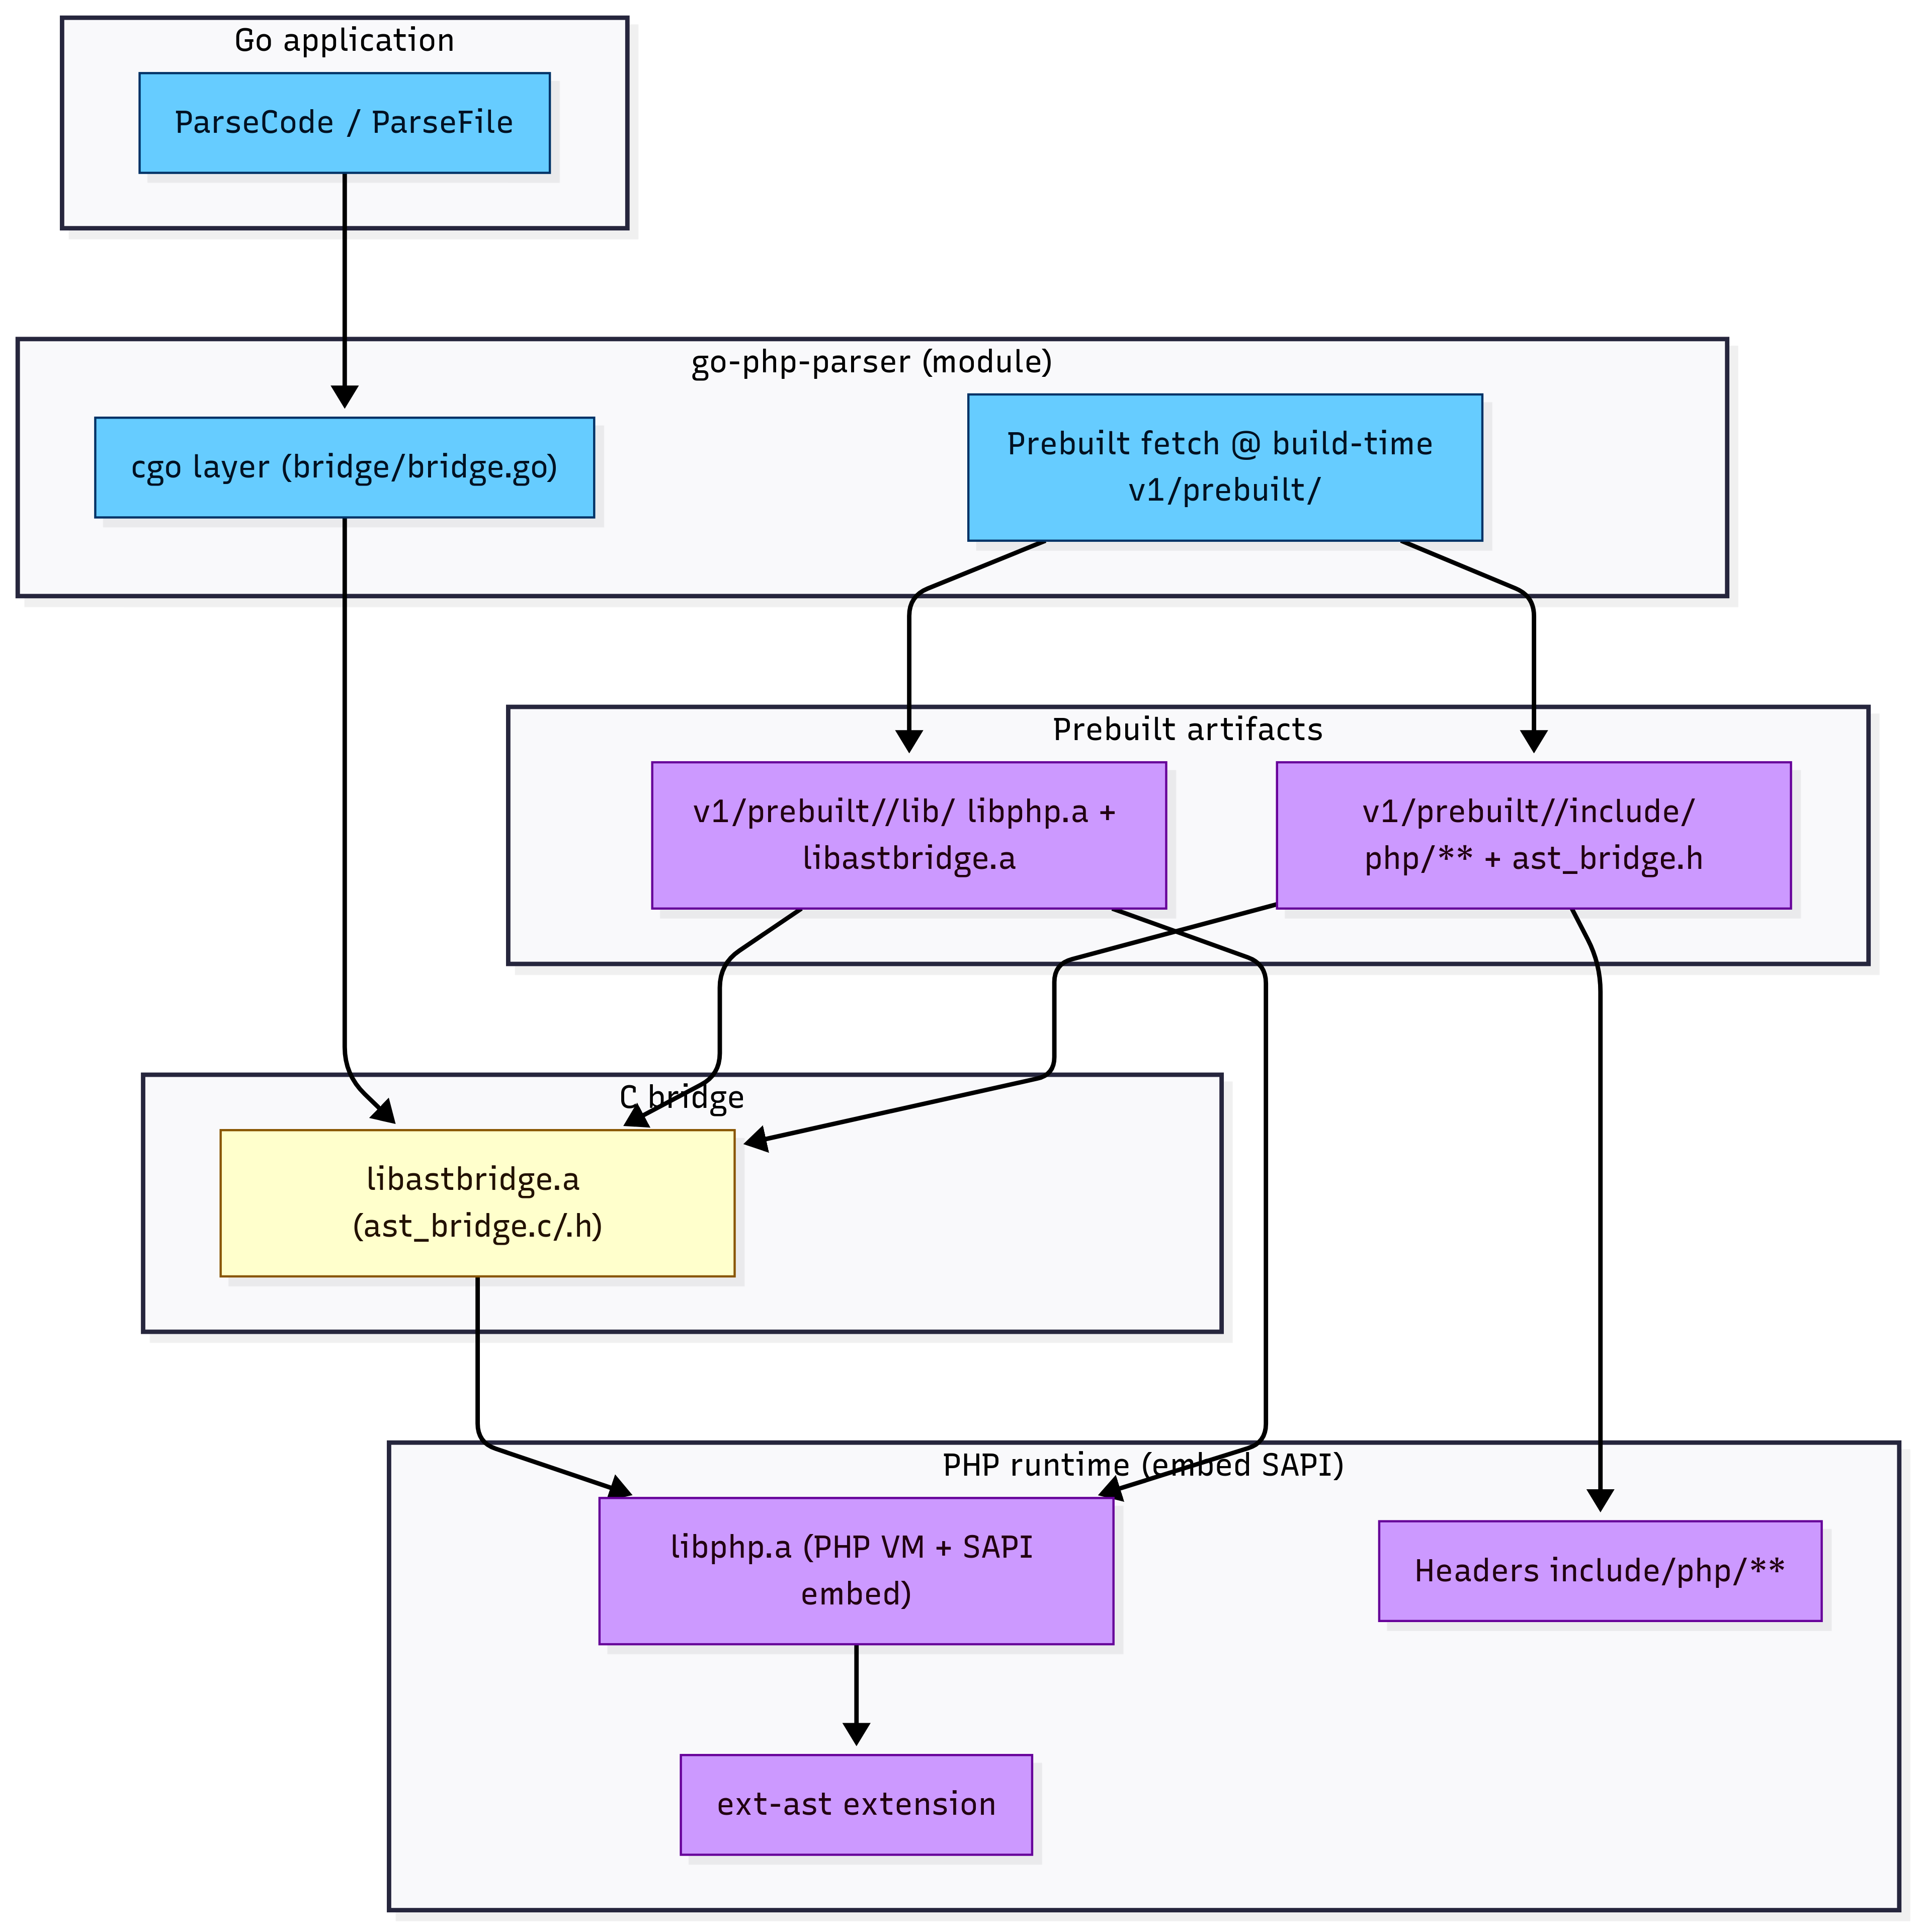 Go application
ParseCode / ParseFile
go-php-parser (module)
cgo layer (bridge/bridge.go)
Prebuilt fetch @ build-time
v1/prebuilt/
Prebuilt artifacts
v1/prebuilt//lib/ libphp.a +
libastbridge.a
v1/prebuilt//include/
php/** + ast_bridge.h
C bridge
libastbridge.a
(ast_bridge.c/.h)
PHP runtime (embed SAPI)
libphp.a (PHP VM + SAPI
embed)
Headers include/php/**
ext-ast extension